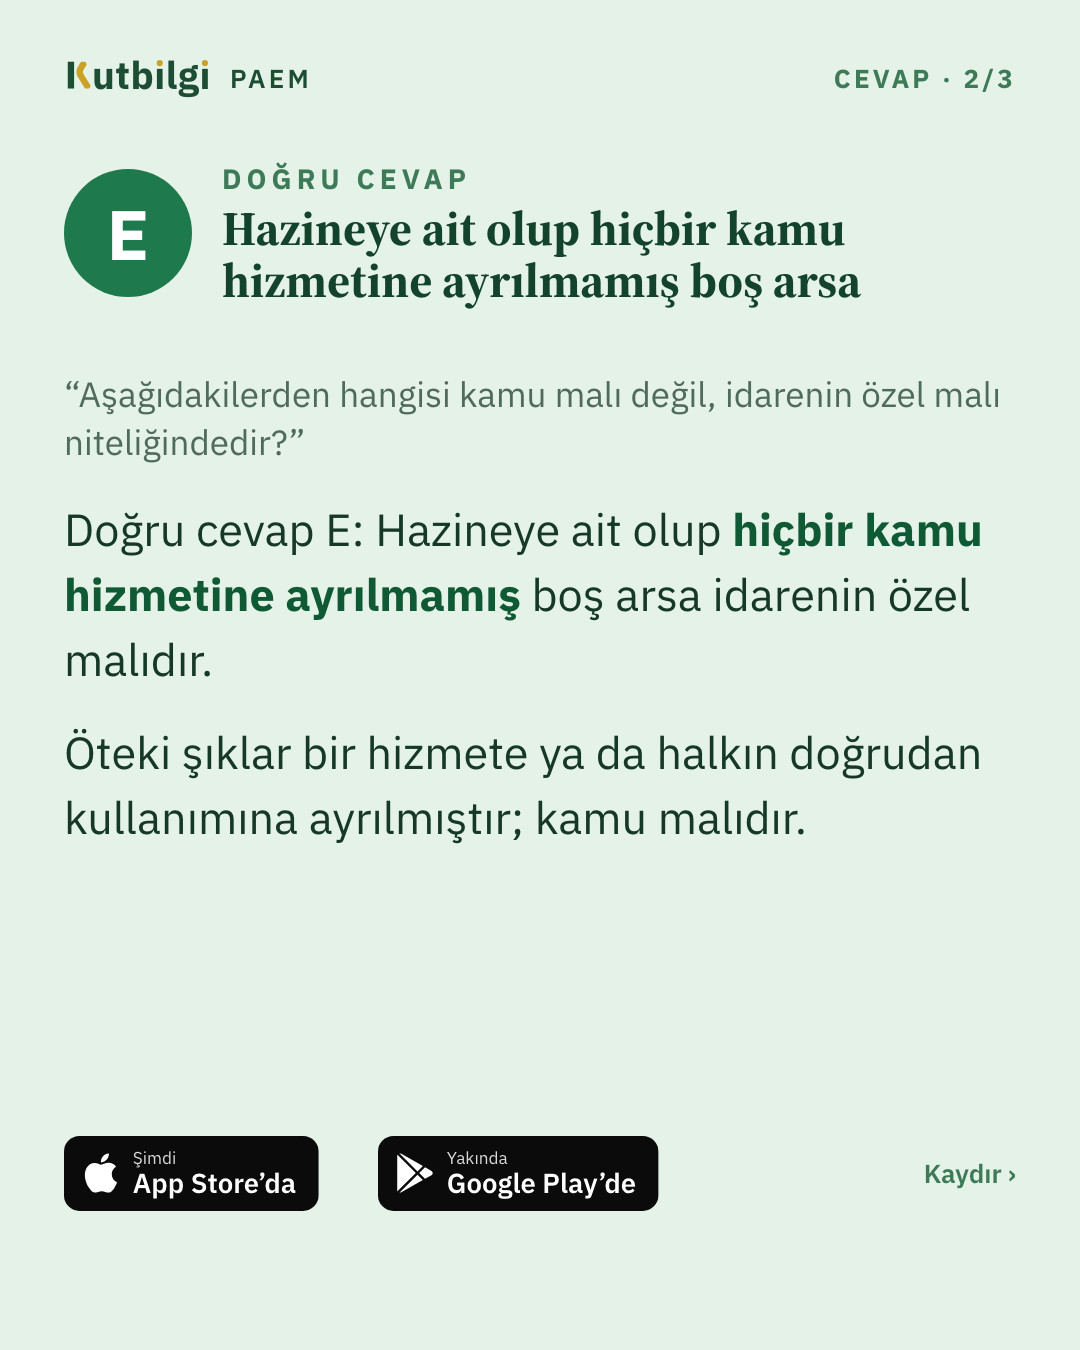 Kutbilgi PAEM
CEVAP · 2/3
E
DOĞRU CEVAP
Hazineye ait olup hiçbir kamu
hizmetine ayrılmamış boş arsa
“Aşağıdakilerden hangisi kamu malı değil, idarenin özel malı
niteliğindedir?”
Doğru cevap E: Hazineye ait olup hiçbir kamu
hizmetine ayrılmamış boş arsa idarenin özel
malıdır.
Öteki şıklar bir hizmete ya da halkın doğrudan
kullanımına ayrılmıştır; kamu malıdır.
Şimdi
App Store’da
Yakında
Google Play’de
Kaydır ›